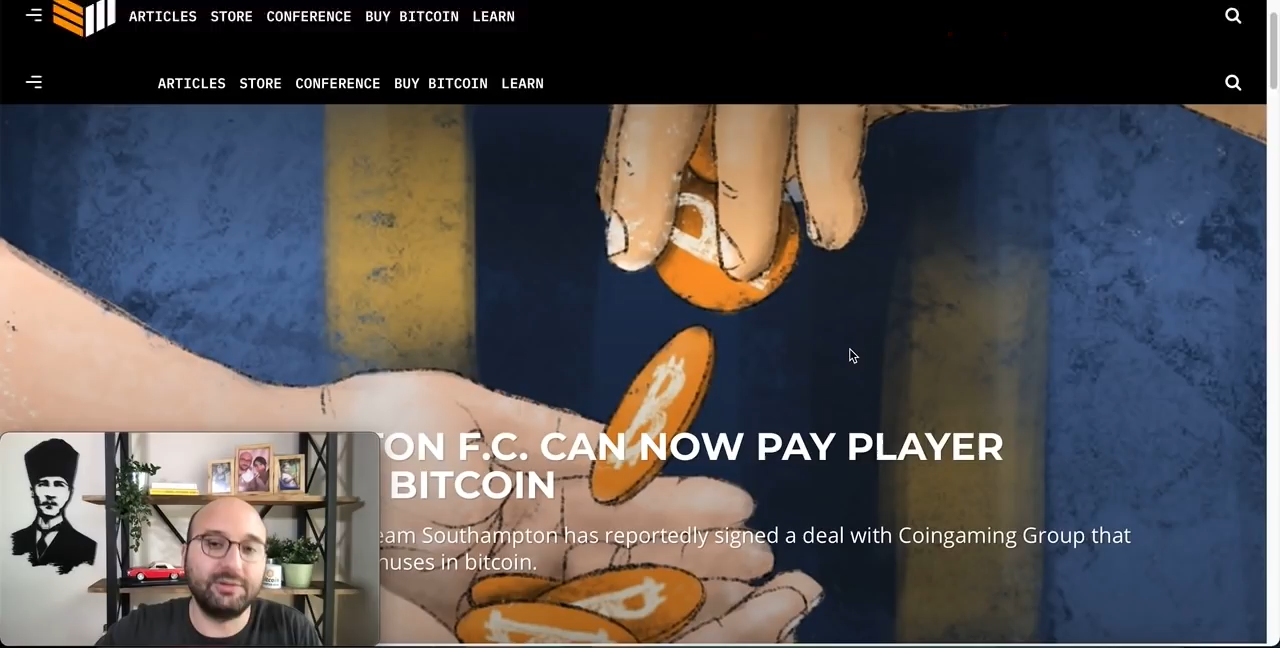 ARTICLES STORE CONFERENCE BUY BITCOIN LEARN
ARTICLES STORE CONFERENCE BUY BITCOIN LEARN
TON F.C. CAN NOW PAY PLAYER
BITCOIN
eam Southampton has reportedly signed a deal with Coingaming Group that
nuses in bitcoin.